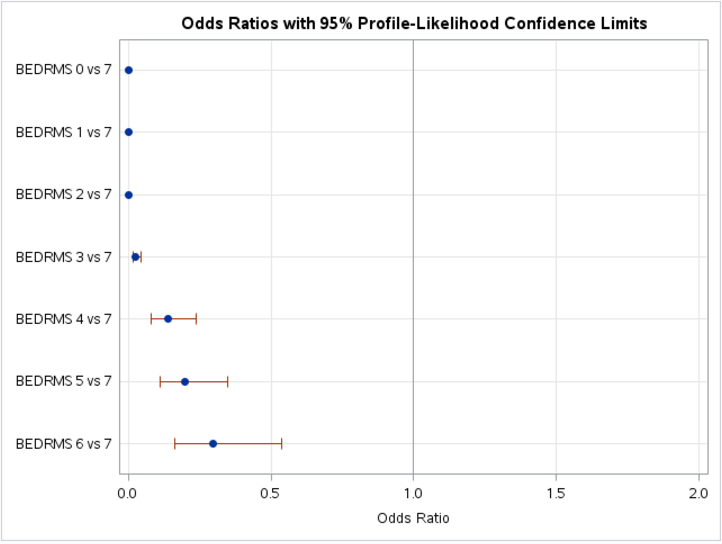 Odds Ratios with 95% Profile-Likelihood Confidence Limits
BEDRMS 0 vs 7
BEDRMS 1 vs 7
BEDRMS 2 vs 7
BEDRMS 3 vs 7
BEDRMS 4 vs 7
BEDRMS 5 vs 7
BEDRMS 6 vs 7
0.0 0.5 1.0 1.5 2.0
Odds Ratio